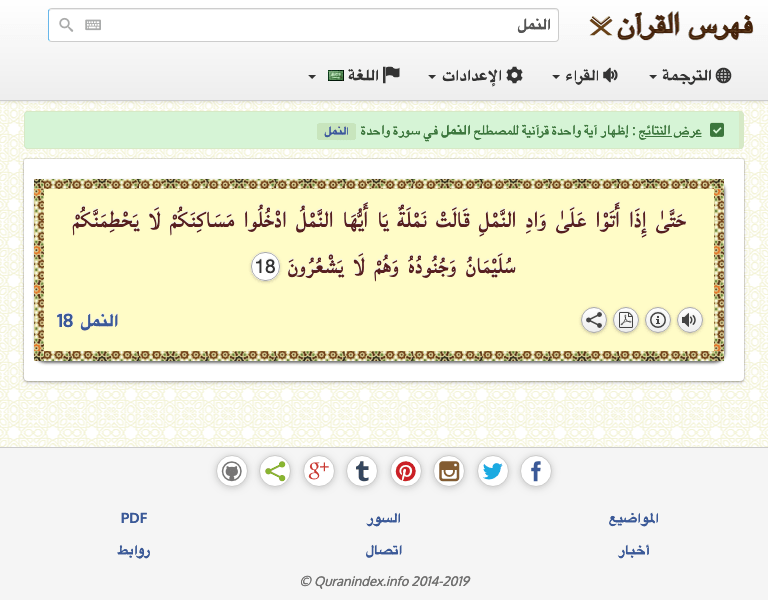 فهرس القرآن
النمل
الترجمة
القراء
الإعدادات
اللغة
عرض النتائج : إظهار آية واحدة قرآنية للمصطلح النمل في سورة واحدة النمل
حَتَّىٰ إِذَا أَتَوْا عَلَىٰ وَادِ النَّمْلِ قَالَتْ نَمْلَةٌ يَا أَيُّهَا النَّمْلُ ادْخُلُوا مَسَاكِنَكُمْ لَا يَحْطِمَنَّكُمْ
سُلَيْمَانُ وَجُنُودُهُ وَهُمْ لَا يَشْعُرُونَ 18
النمل 18
المواضيع
السور
PDF
أخبار
اتصال
روابط
© Quranindex.info 2014-2019